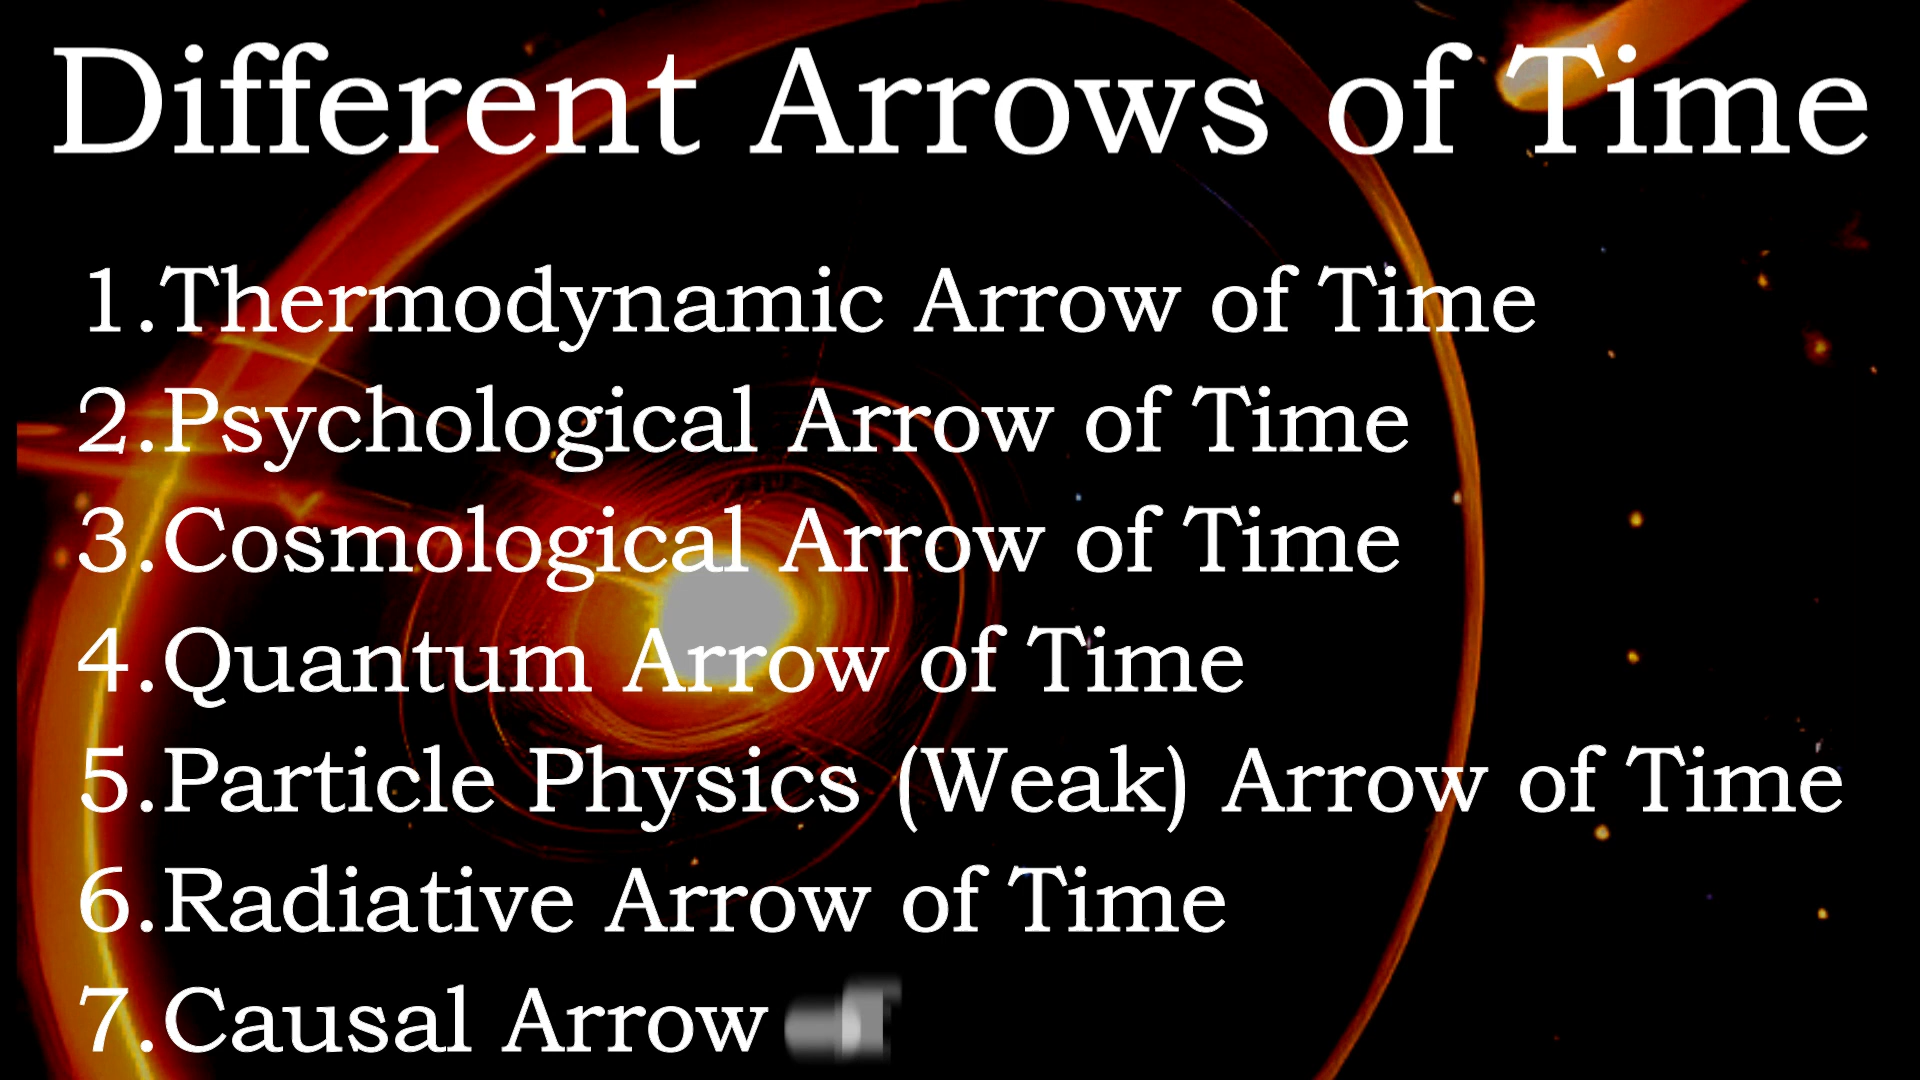 Different Arrows of Time
1.Thermodynamic Arrow of Time
2.Psychological Arrow of Time
3.Cosmological Arrow of Time
4.Quantum Arrow of Time
5.Particle Physics (Weak) Arrow of Time
6.Radiative Arrow of Time
7.Causal Arrow